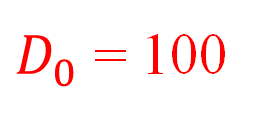 D₀ = 100